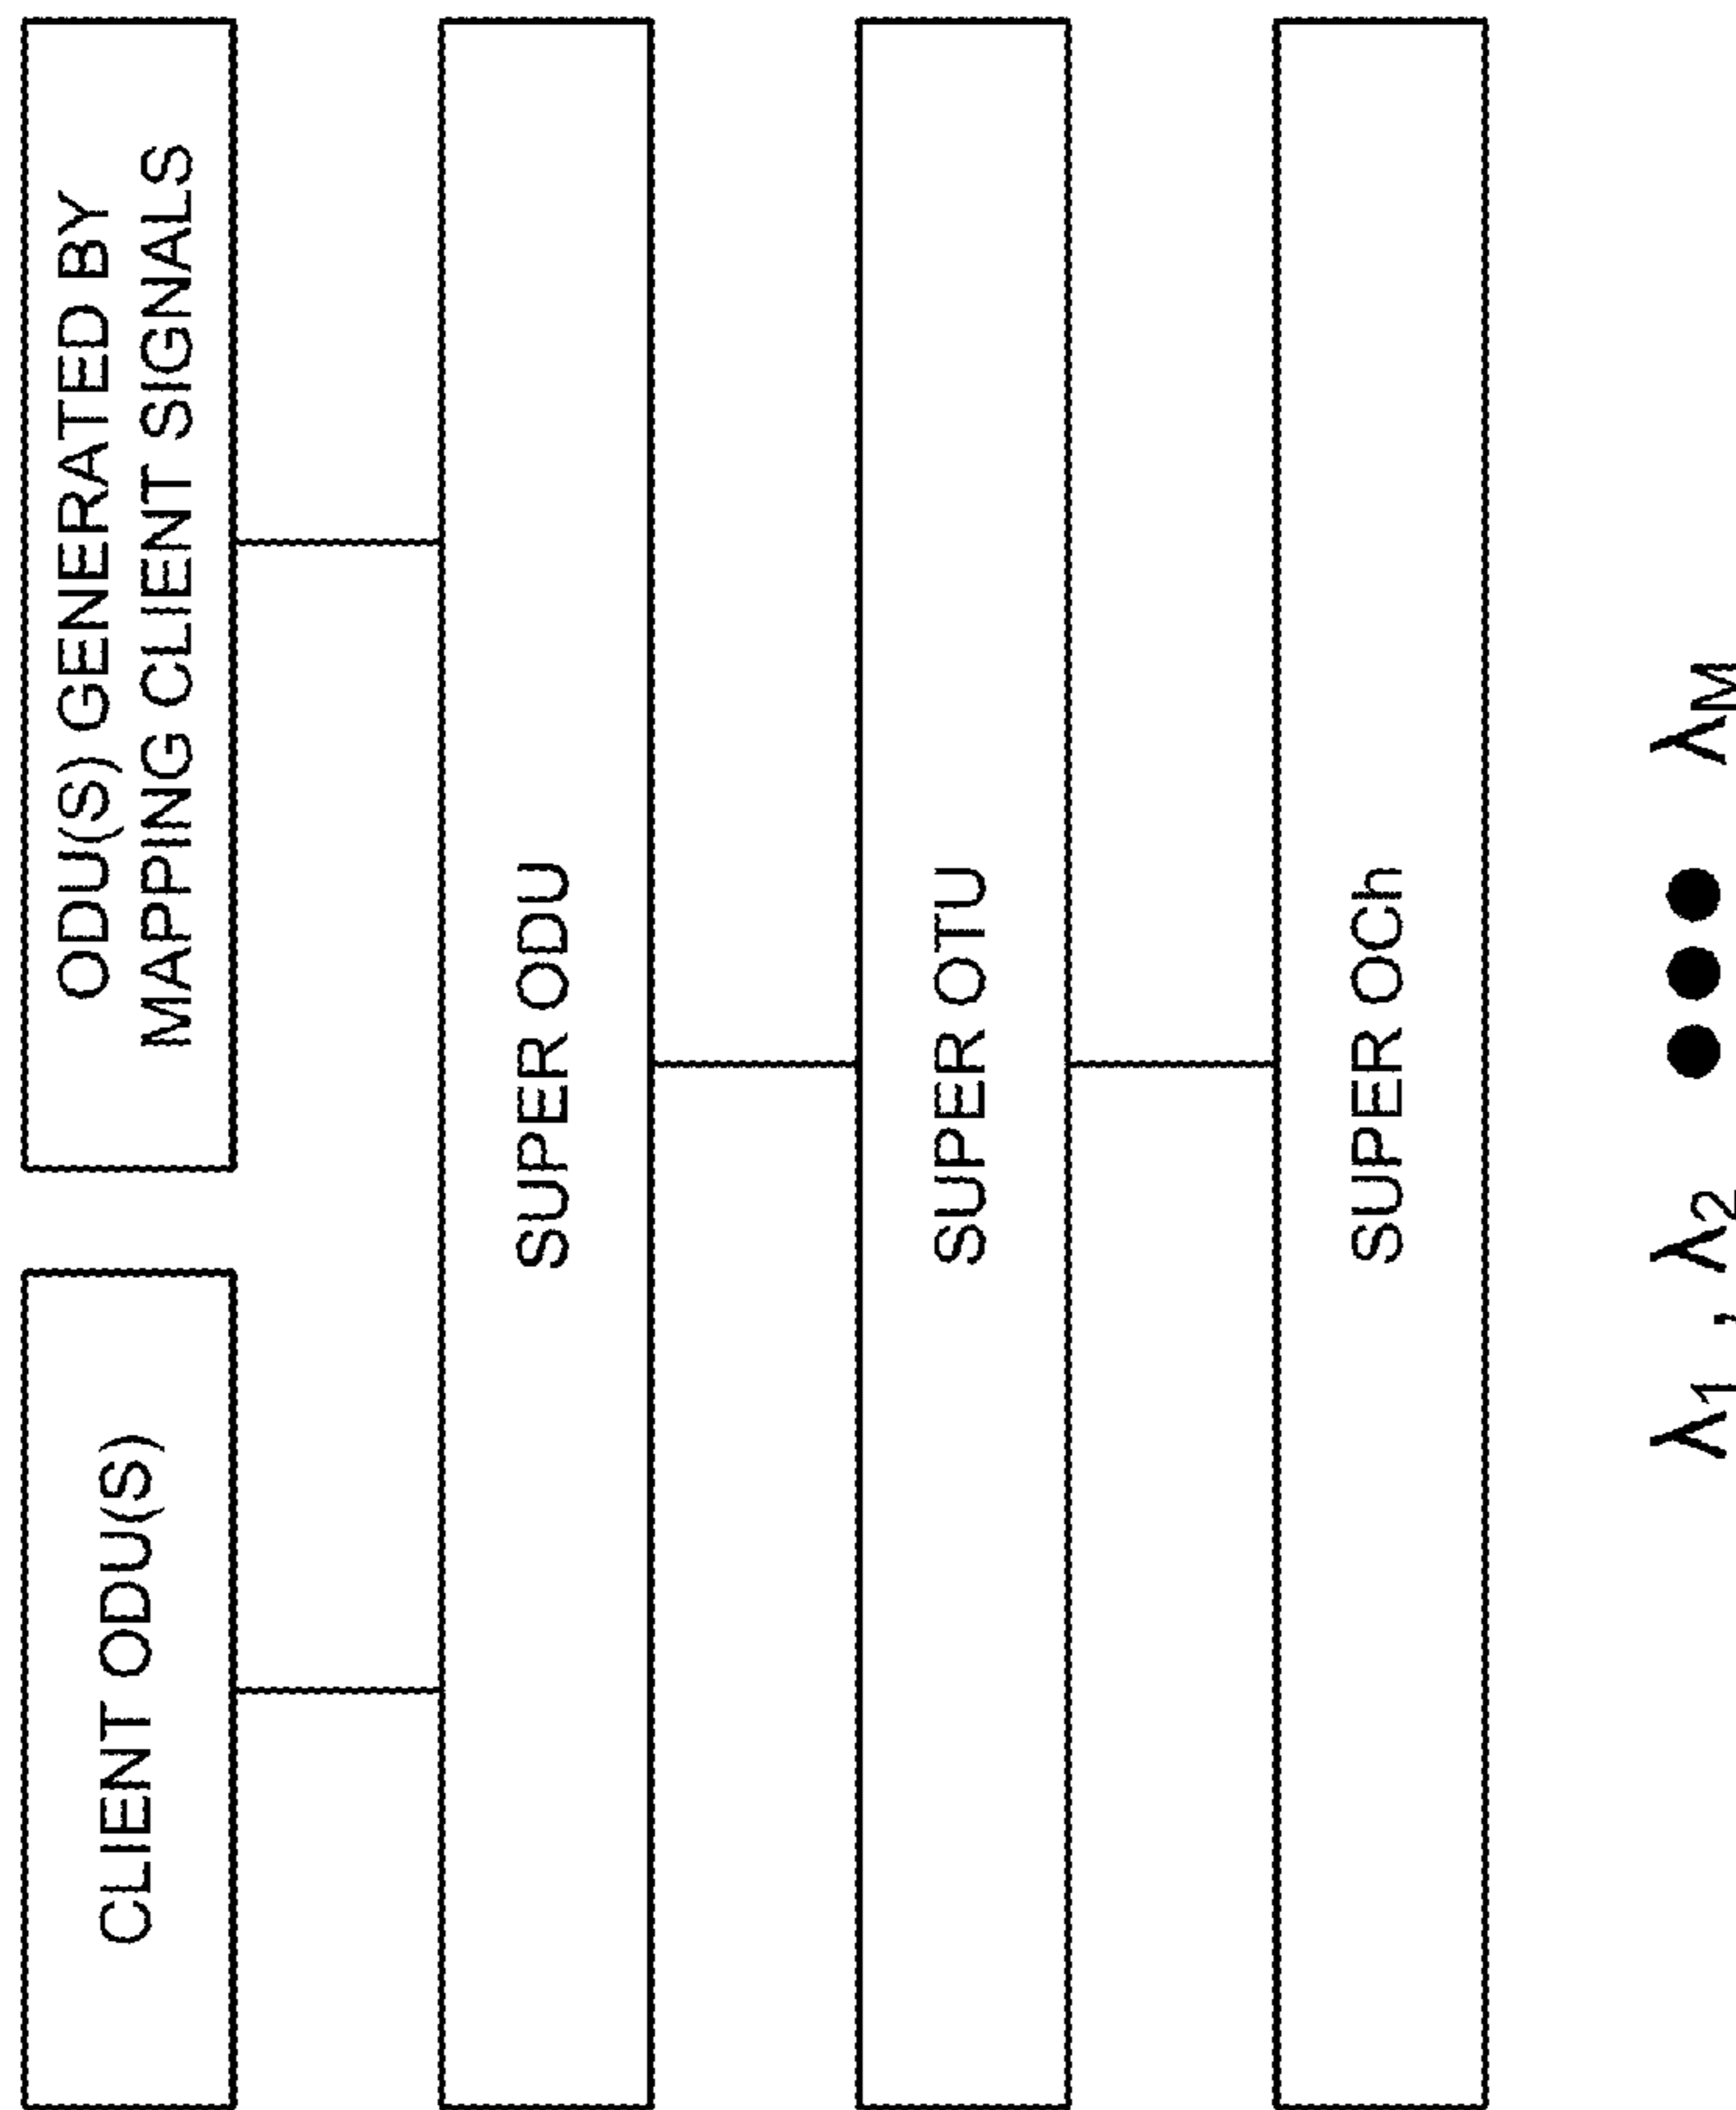 CLIENT ODU(S)
ODU(S) GENERATED BY
MAPPING CLIENT SIGNALS
SUPER ODU
SUPER OTU
SUPER OCh
λ1, λ2 ●●● λM